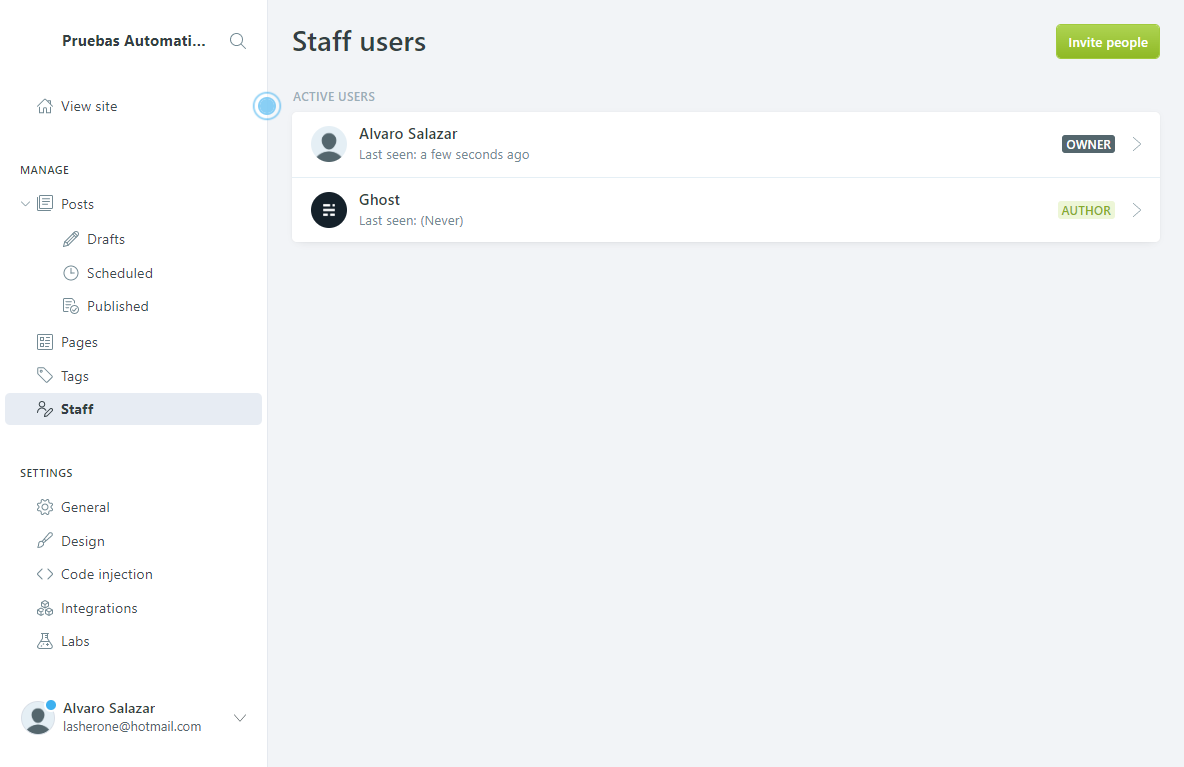 Pruebas Automati...
View site
MANAGE
Posts
Drafts
Scheduled
Published
Pages
Tags
Staff
SETTINGS
General
Design
Code injection
Integrations
Labs
Alvaro Salazar
lasherone@hotmail.com
Staff users
Invite people
ACTIVE USERS
Alvaro Salazar
Last seen: a few seconds ago
OWNER
Ghost
Last seen: (Never)
AUTHOR